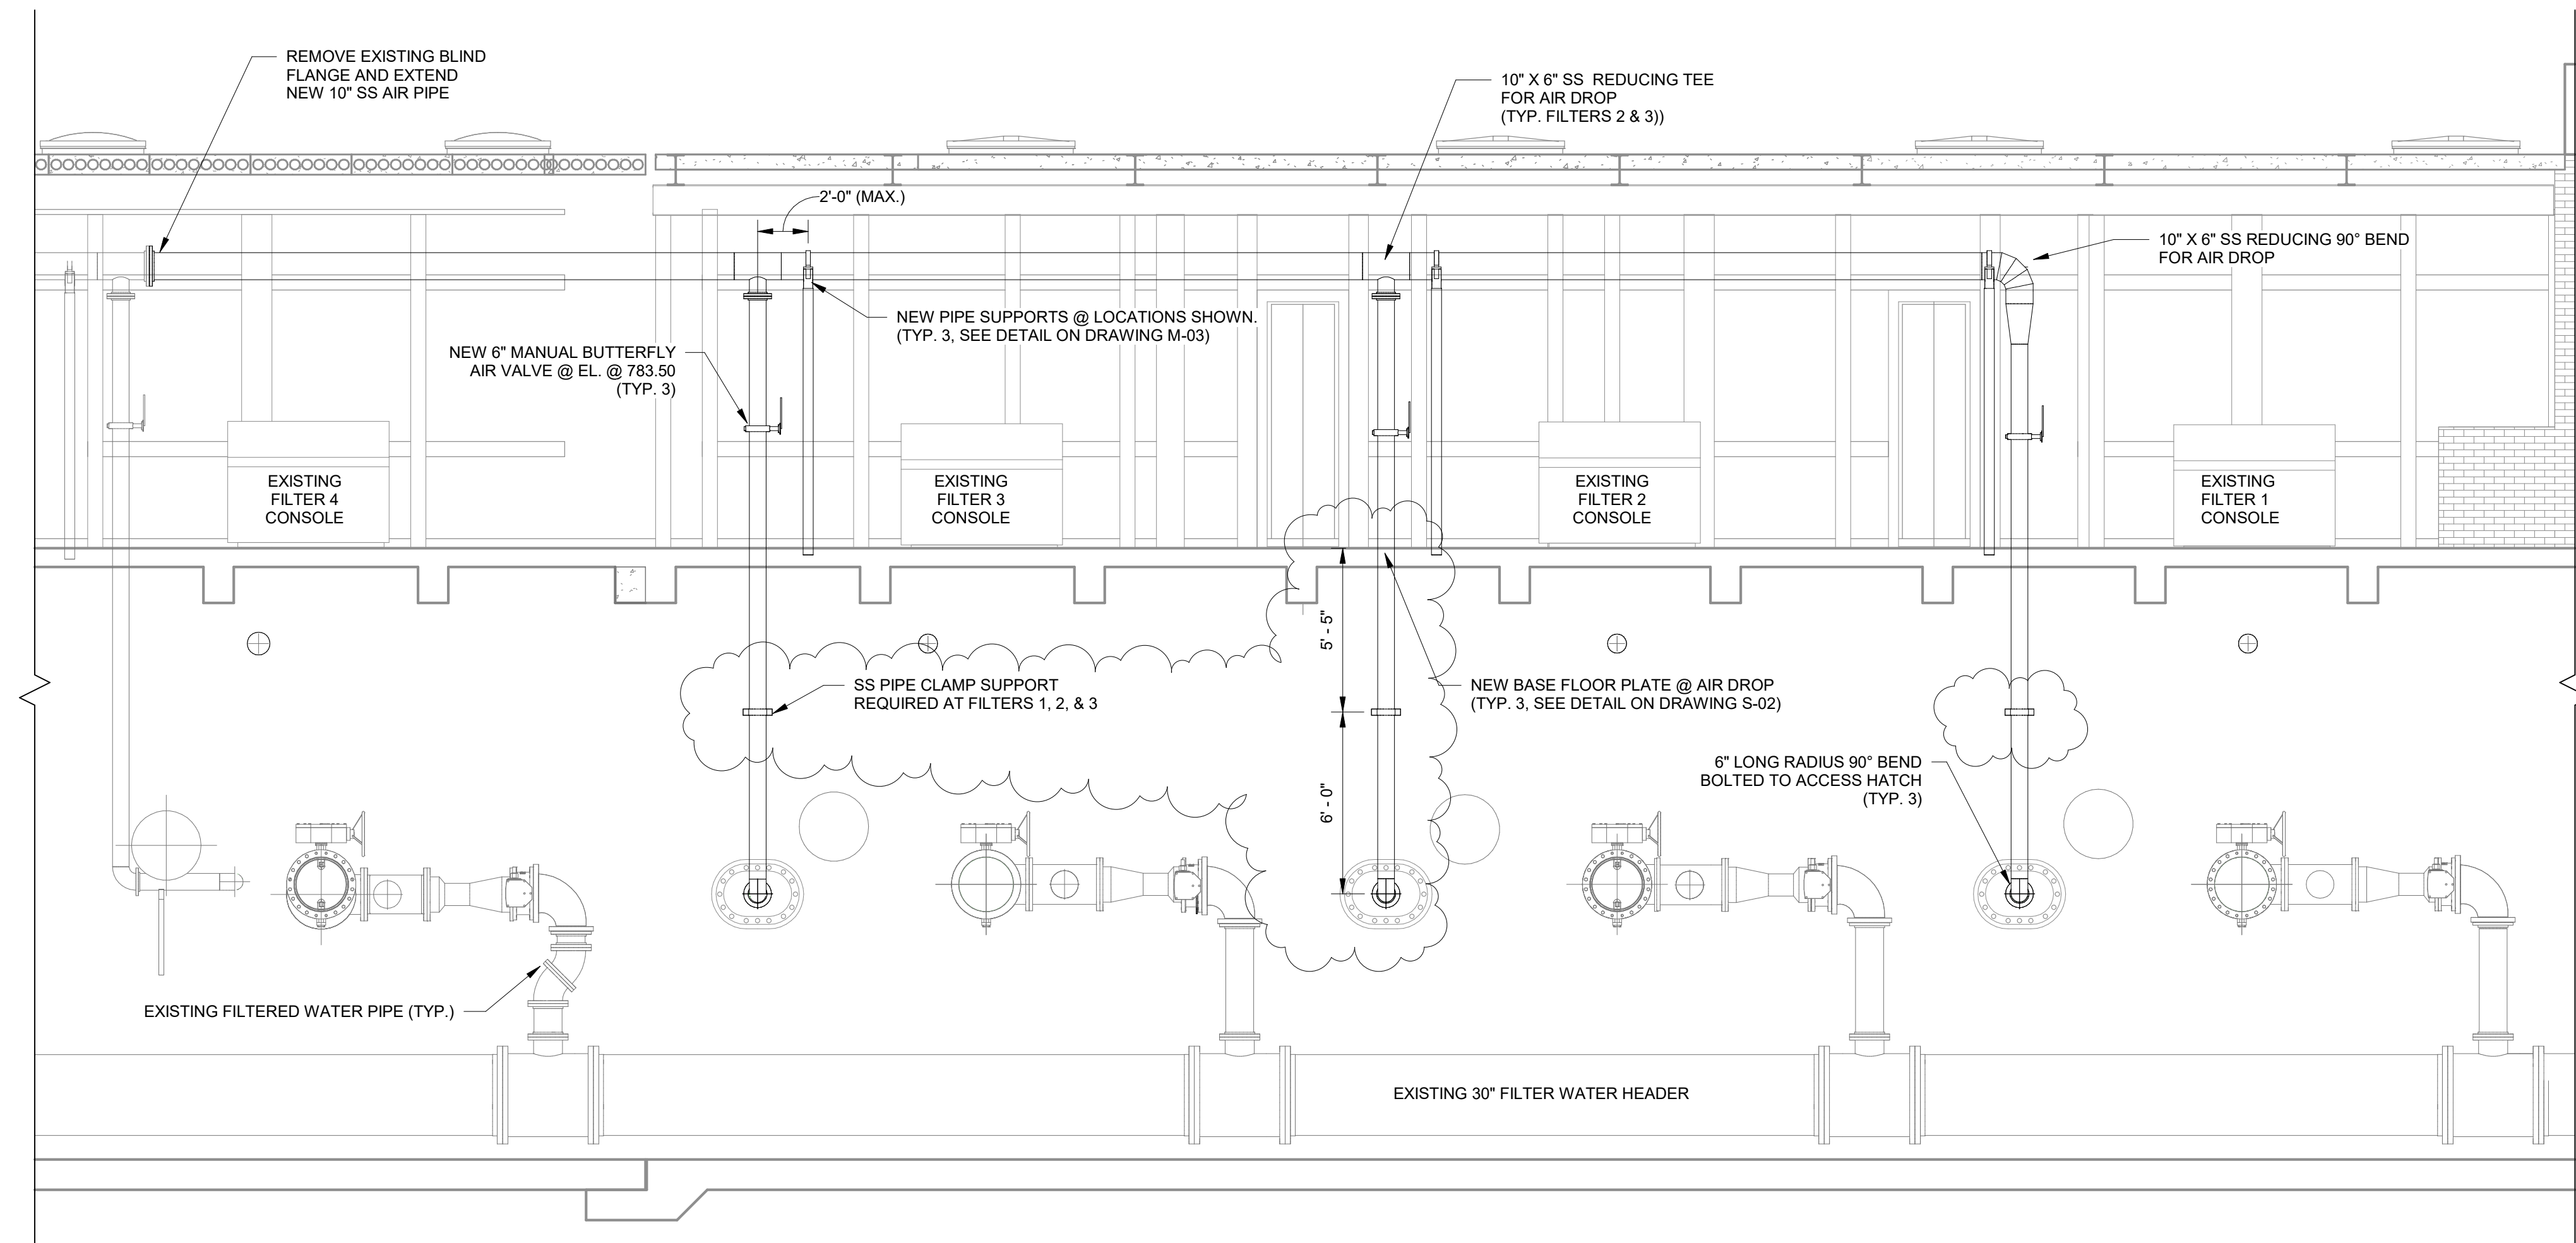 REMOVE EXISTING BLIND
FLANGE AND EXTEND
NEW 10" SS AIR PIPE
10" X 6" SS REDUCING TEE
FOR AIR DROP
(TYP. FILTERS 2 & 3))
2'-0" (MAX.)
10" X 6" SS REDUCING 90° BEND
FOR AIR DROP
NEW PIPE SUPPORTS @ LOCATIONS SHOWN.
(TYP. 3, SEE DETAIL ON DRAWING M-03)
NEW 6" MANUAL BUTTERFLY
AIR VALVE @ EL. @ 783.50
(TYP. 3)
EXISTING
FILTER 4
CONSOLE
EXISTING
FILTER 3
CONSOLE
EXISTING
FILTER 2
CONSOLE
EXISTING
FILTER 1
CONSOLE
5' - 5"
SS PIPE CLAMP SUPPORT
REQUIRED AT FILTERS 1, 2, & 3
NEW BASE FLOOR PLATE @ AIR DROP
(TYP. 3, SEE DETAIL ON DRAWING S-02)
6' - 0"
6" LONG RADIUS 90° BEND
BOLTED TO ACCESS HATCH
(TYP. 3)
EXISTING FILTERED WATER PIPE (TYP.)
EXISTING 30" FILTER WATER HEADER